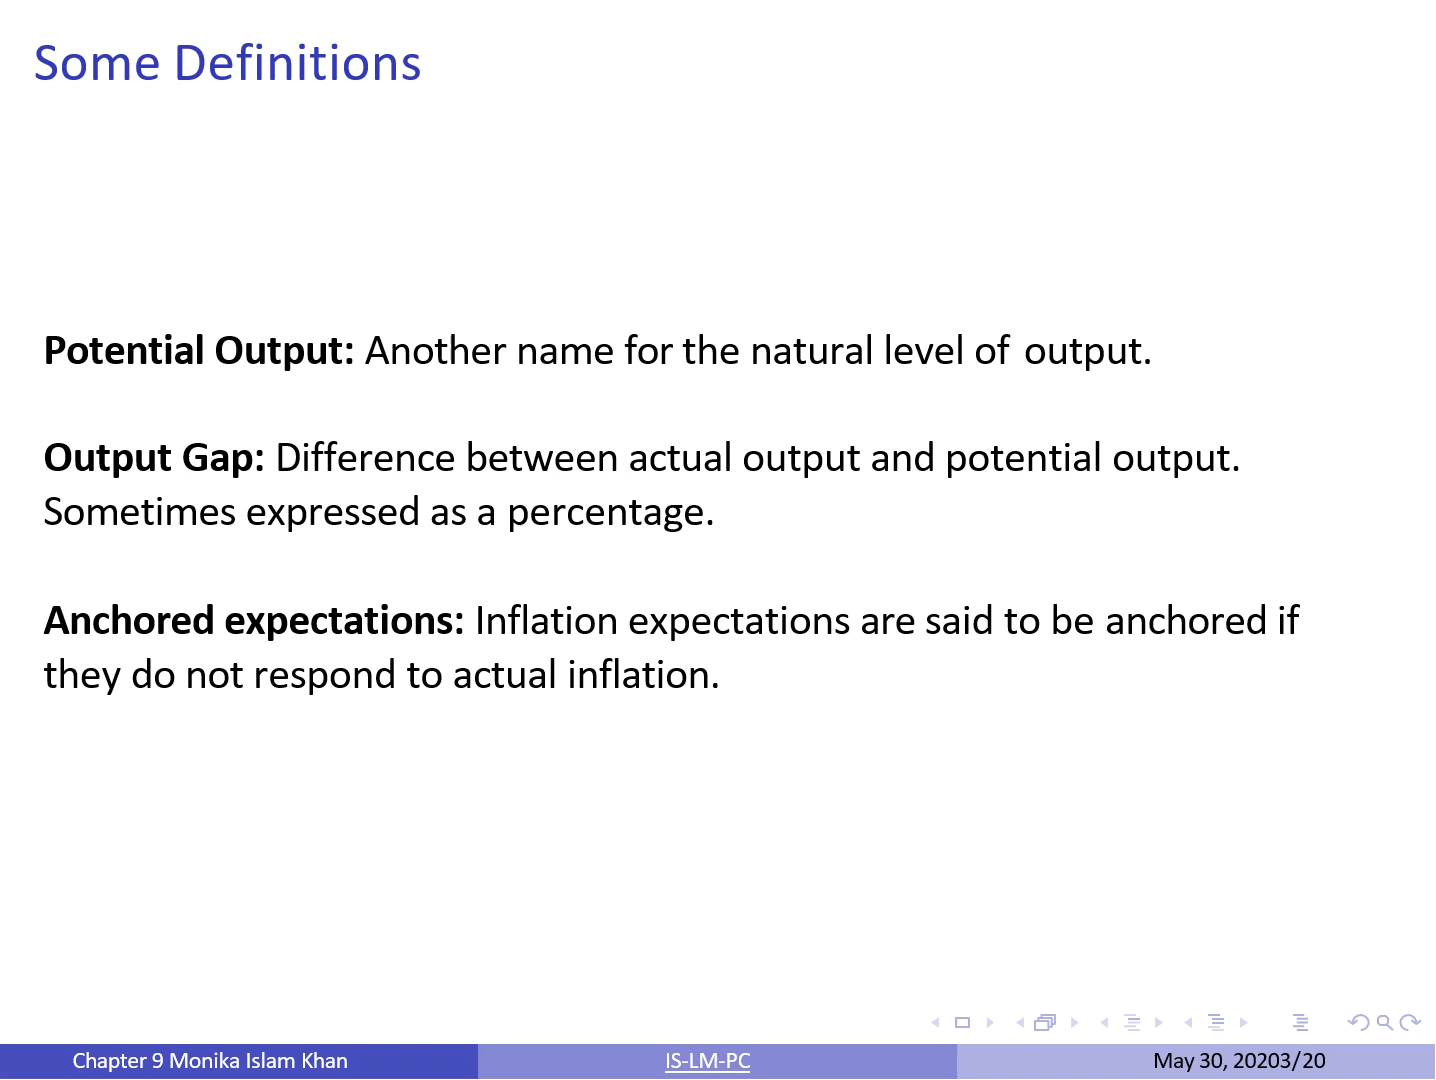 Some Definitions
Potential Output: Another name for the natural level of output.
Output Gap: Difference between actual output and potential output.
Sometimes expressed as a percentage.
Anchored expectations: Inflation expectations are said to be anchored if
they do not respond to actual inflation.
Chapter 9 Monika Islam Khan
IS-LM-PC
May 30, 20203/20